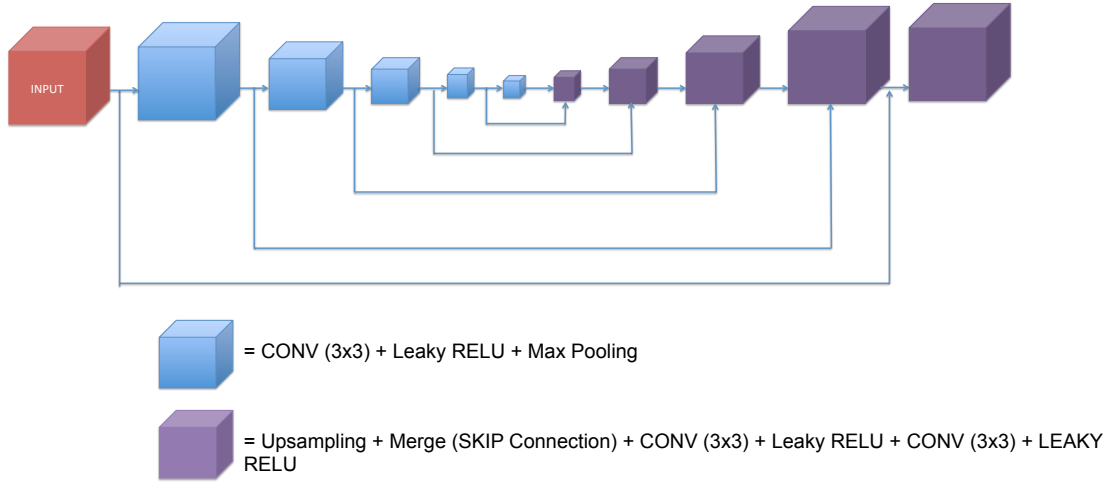 INPUT
= CONV (3x3) + Leaky RELU + Max Pooling
= Upsampling + Merge (SKIP Connection) + CONV (3x3) + Leaky RELU + CONV (3x3) + LEAKY
RELU